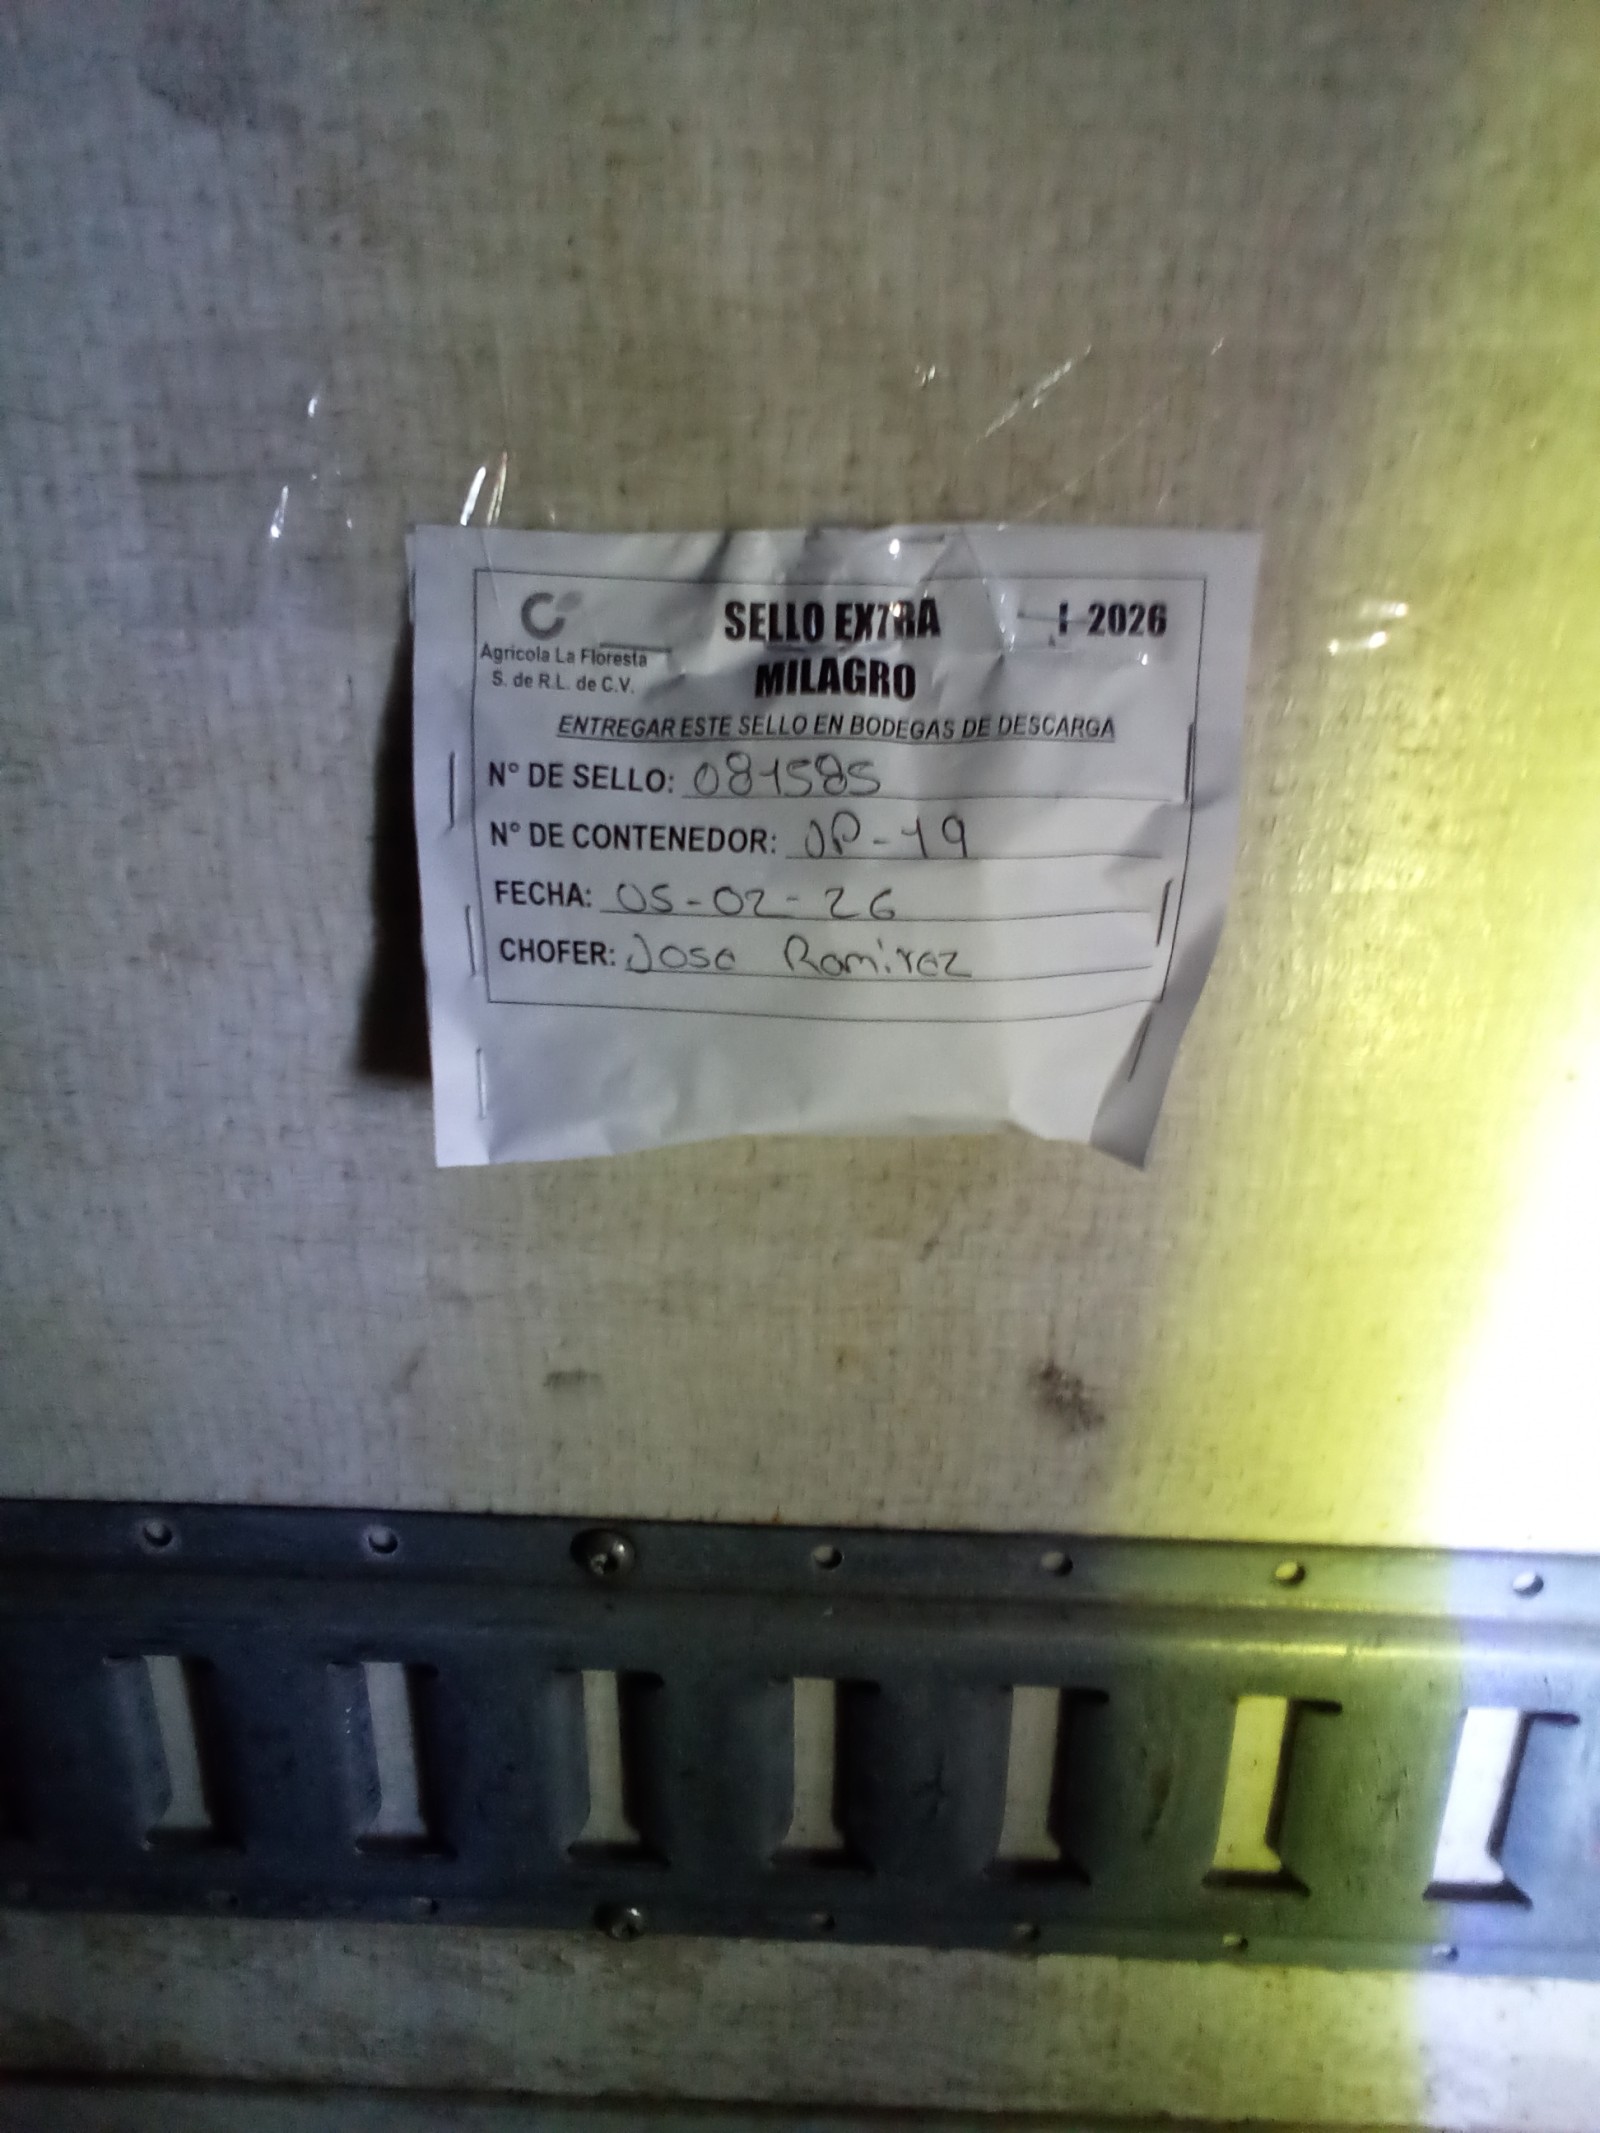 SELLO EXTRA
I-2026
Agricola La Floresta
S. de R.L. de C.V.
MILAGRO
ENTREGAR ESTE SELLO EN BODEGAS DE DESCARGA
N° DE SELLO: 081585
N° DE CONTENEDOR: OP-19
FECHA: 05-02-26
CHOFER: Jose Ramirez